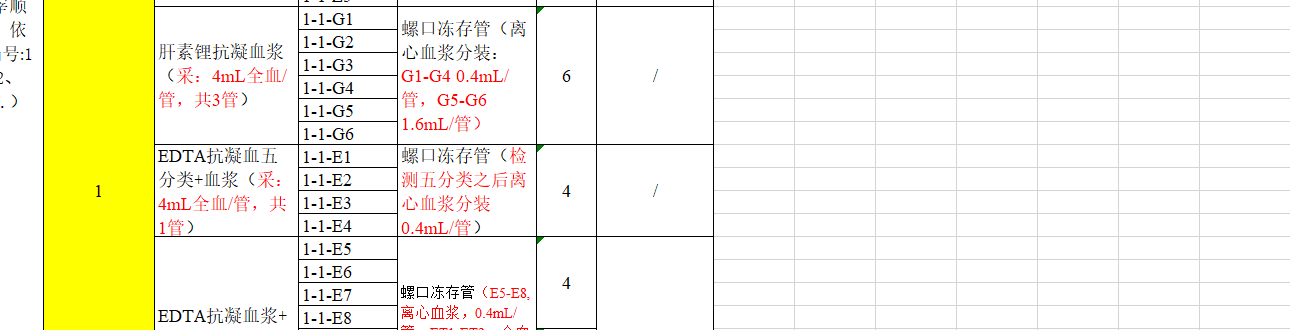 率顺
依
号:1
2、
.）
1
肝素锂抗凝血浆
（采：4mL全血/
管，共3管）
1-1-G1
1-1-G2
1-1-G3
1-1-G4
1-1-G5
1-1-G6
螺口冻存管（离
心血浆分装：
G1-G4 0.4mL/
管，G5-G6
1.6mL/管）
6
/
EDTA抗凝血五
分类+血浆（采：
4mL全血/管，共
1管）
1-1-E1
1-1-E2
1-1-E3
1-1-E4
螺口冻存管（检
测五分类之后离
心血浆分装
0.4mL/管）
4
/
EDTA抗凝血浆+
1-1-E5
1-1-E6
1-1-E7
1-1-E8
螺口冻存管（E5-E8,
离心血浆，0.4mL/
4